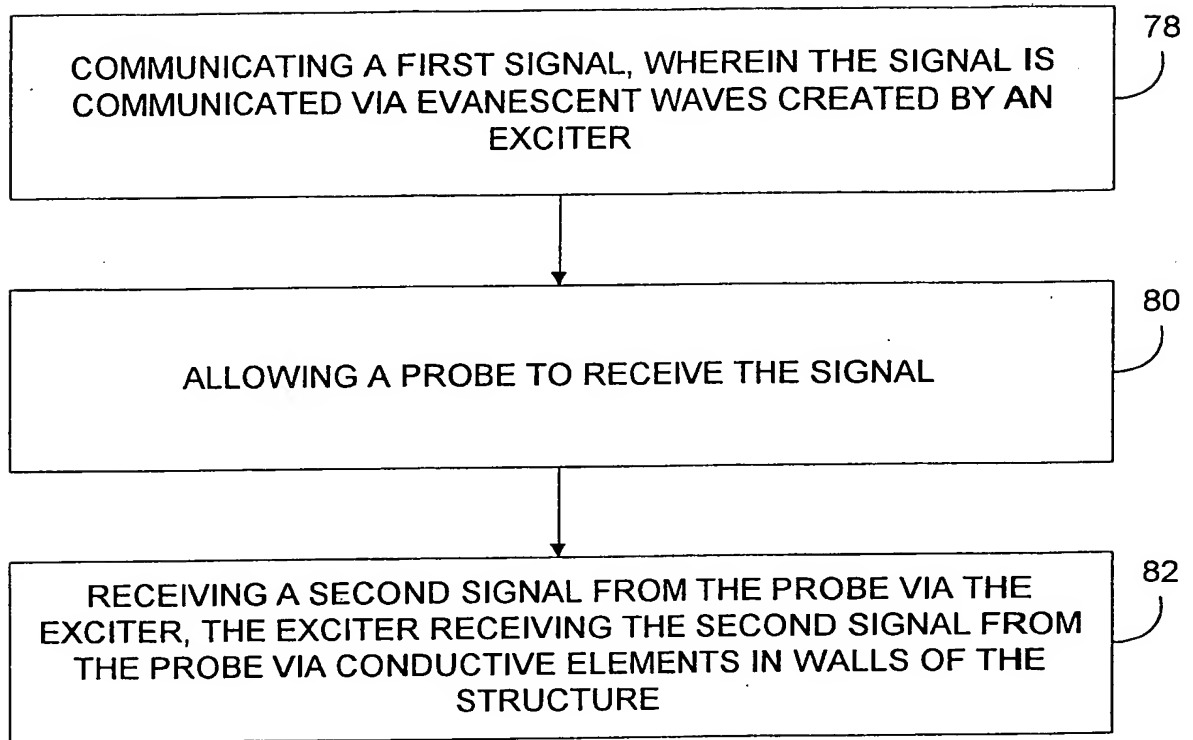 78
COMMUNICATING A FIRST SIGNAL, WHEREIN THE SIGNAL IS
COMMUNICATED VIA EVANESCENT WAVES CREATED BY AN
EXCITER
80
ALLOWING A PROBE TO RECEIVE THE SIGNAL
82
RECEIVING A SECOND SIGNAL FROM THE PROBE VIA THE
EXCITER, THE EXCITER RECEIVING THE SECOND SIGNAL FROM
THE PROBE VIA CONDUCTIVE ELEMENTS IN WALLS OF THE
STRUCTURE